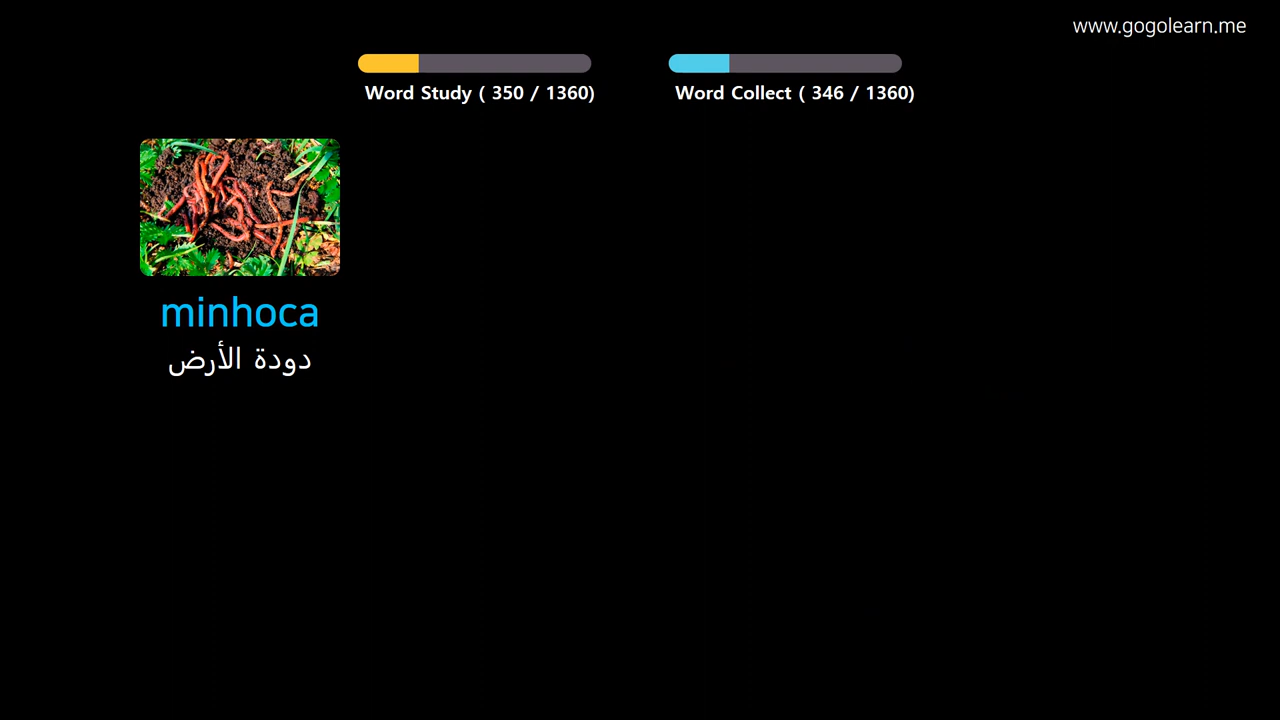 www.gogolearn.me
Word Study ( 350 / 1360)
Word Collect ( 346 / 1360)
minhoca
دودة الأرض